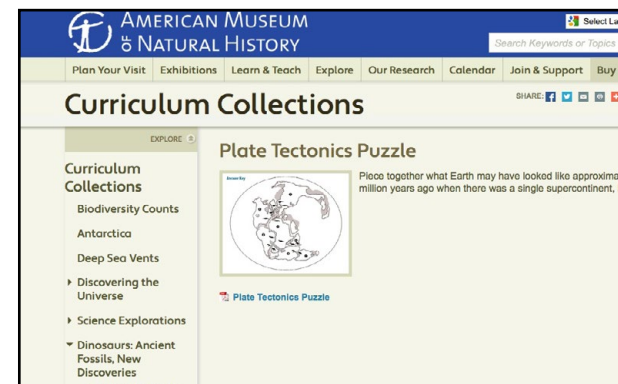 AMERICAN MUSEUM
OF NATURAL HISTORY
Select La
Search Keywords or Topics
Plan Your Visit Exhibitions Learn & Teach Explore Our Research Calendar Join & Support Buy
Curriculum Collections
SHARE:
EXPLORE
Curriculum
Collections
Biodiversity Counts
Antarctica
Deep Sea Vents
Discovering the
Universe
Science Explorations
Dinosaurs: Ancient
Fossils, New
Discoveries
Plate Tectonics Puzzle
Piece together what Earth may have looked like approxima
million years ago when there was a single supercontinent,
Plate Tectonics Puzzle